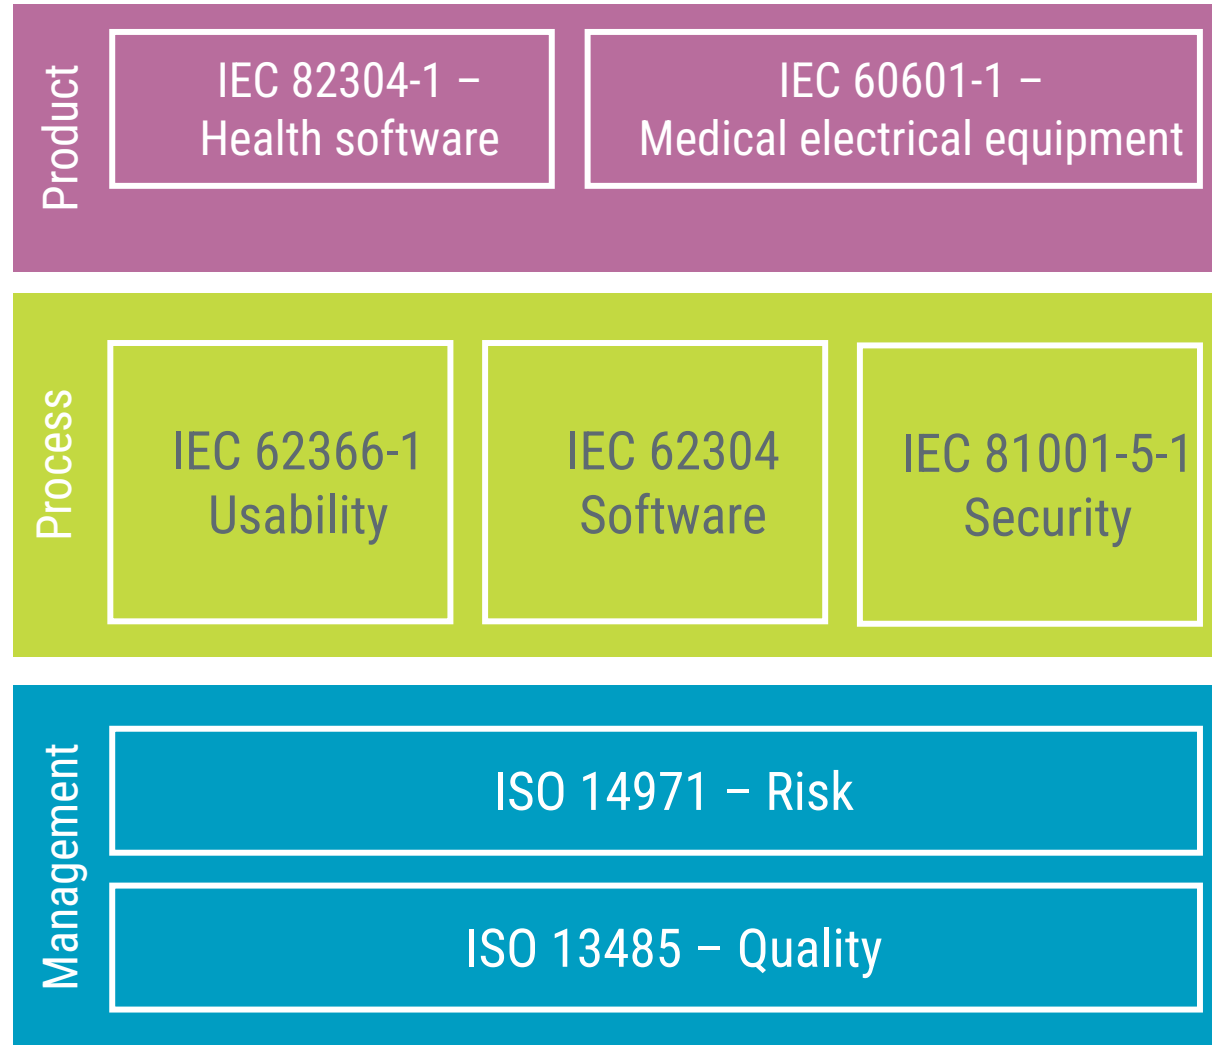 Product
IEC 82304-1 –
Health software
IEC 60601-1 –
Medical electrical equipment
Process
IEC 62366-1
Usability
IEC 62304
Software
IEC 81001-5-1
Security
Management
ISO 14971 – Risk
ISO 13485 – Quality